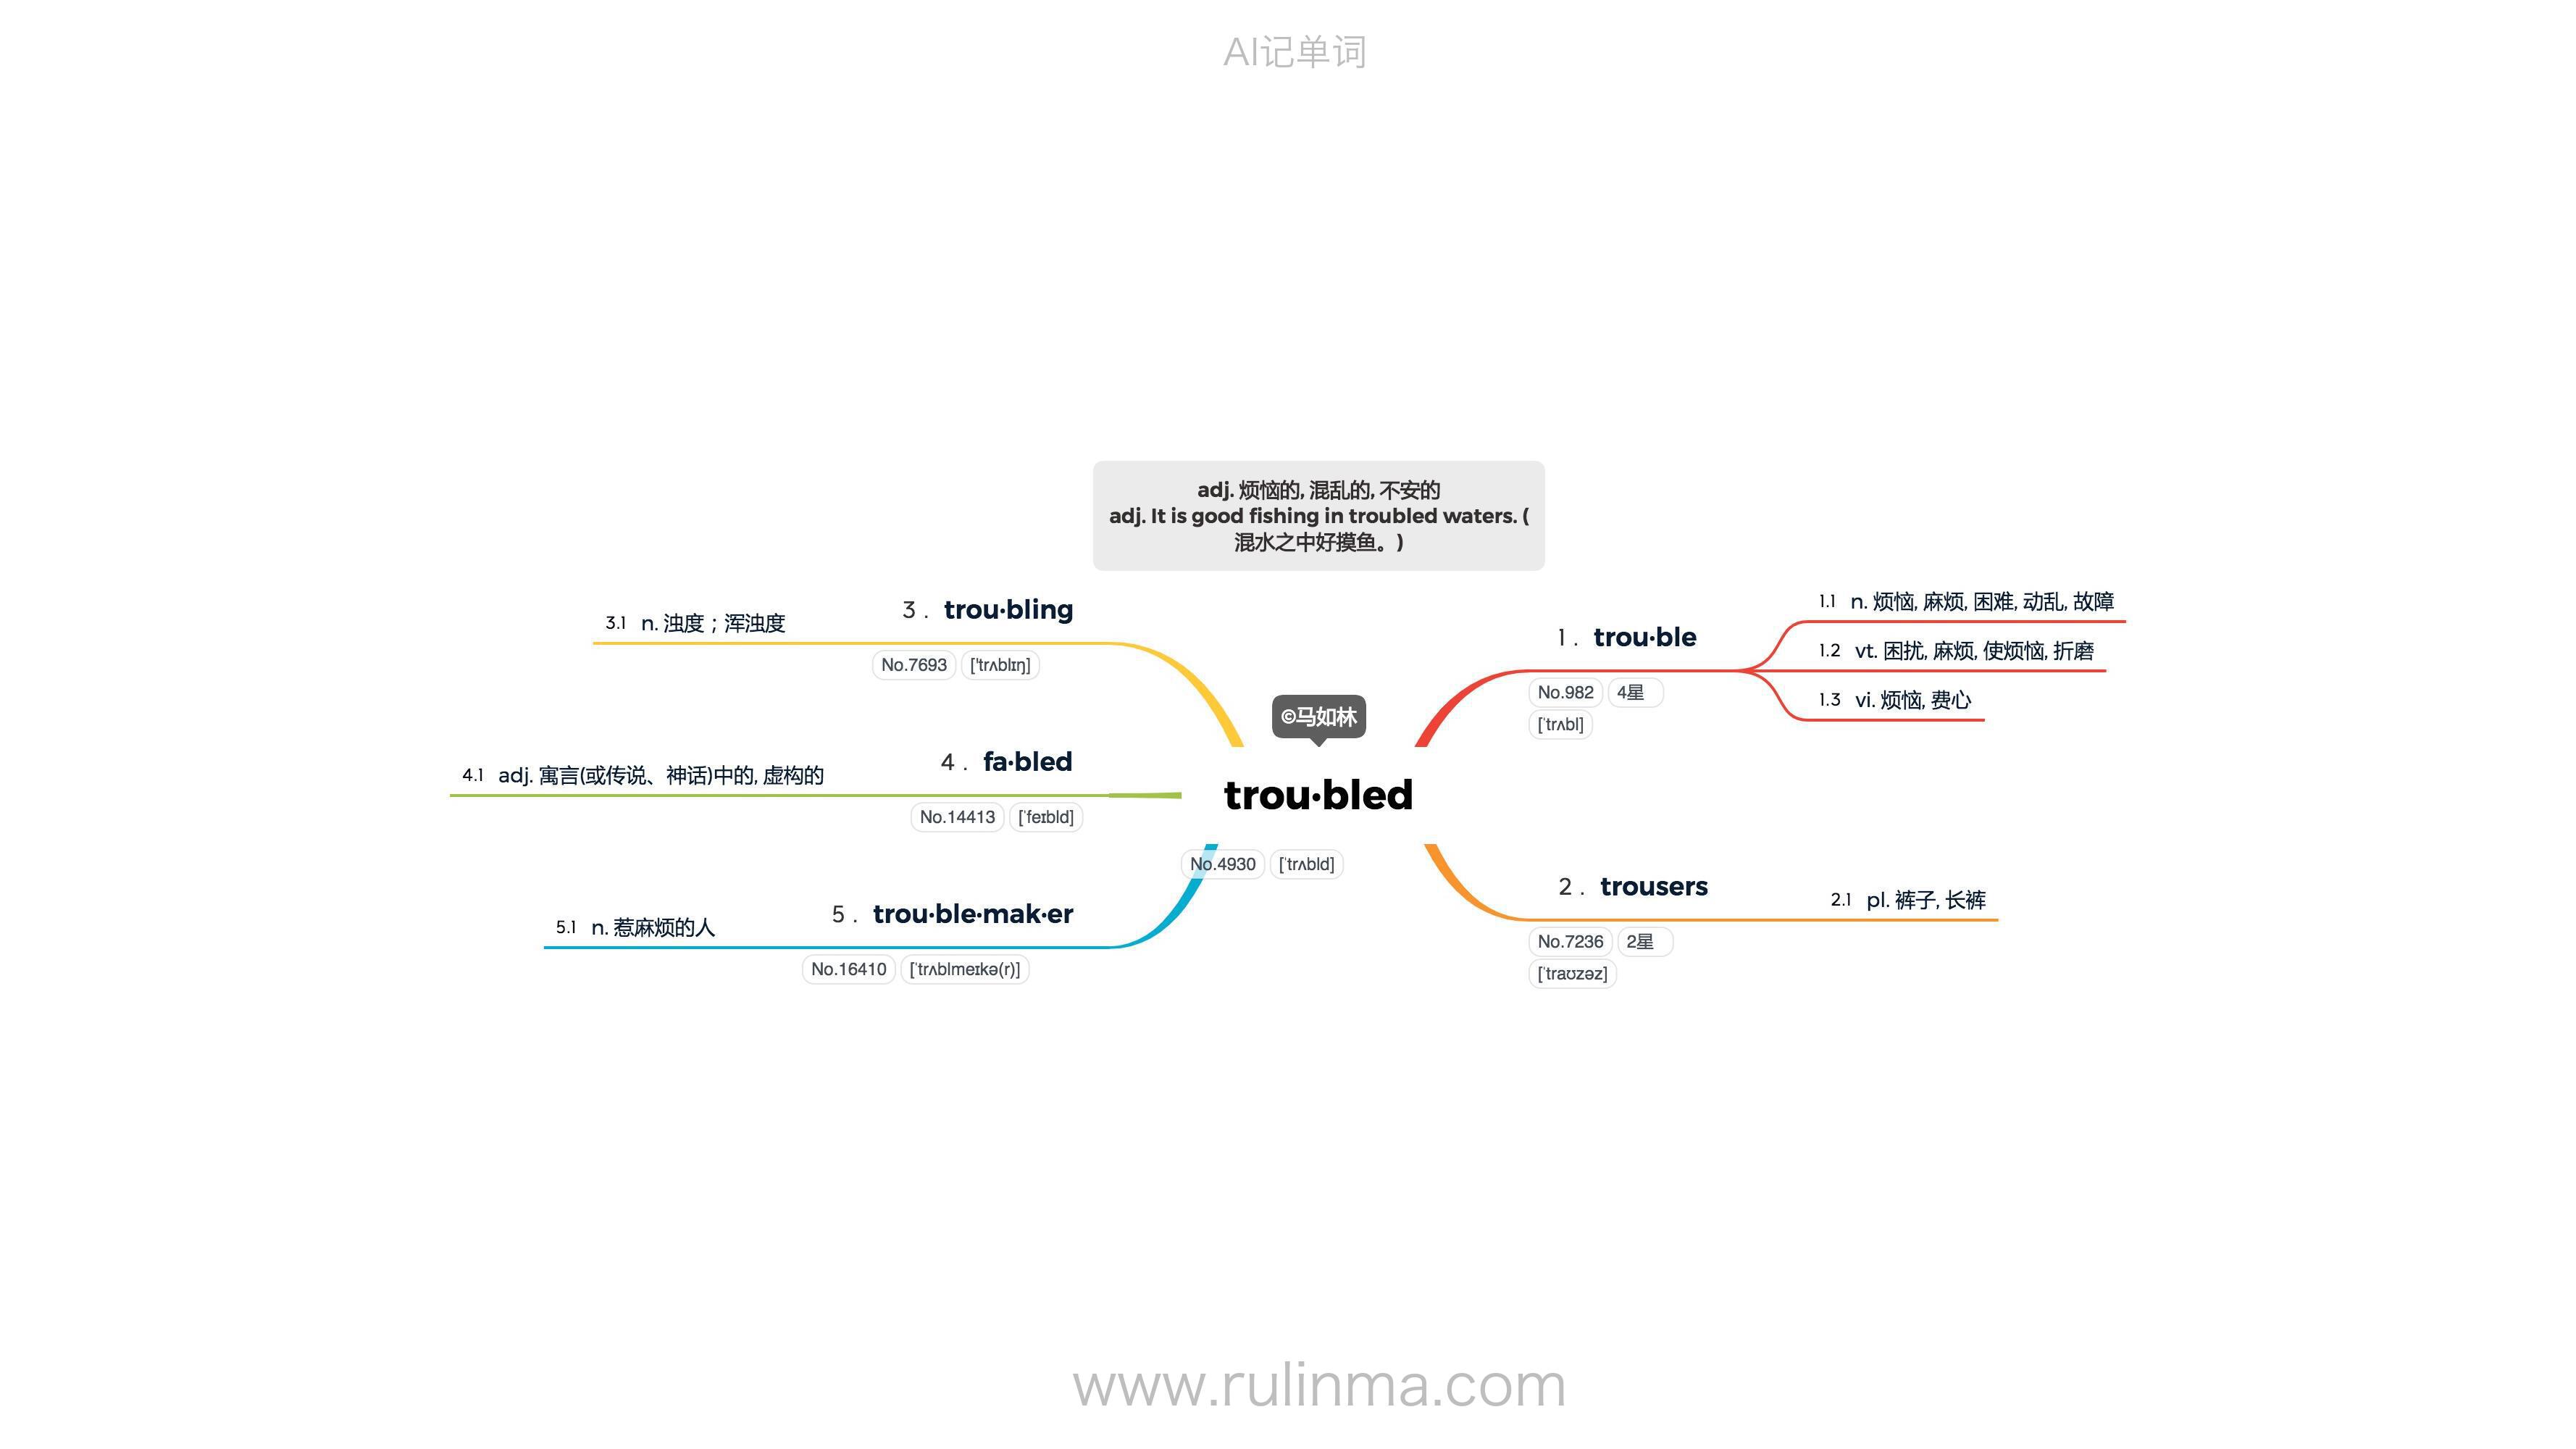 AI记单词
adj. 烦恼的, 混乱的, 不安的
adj. It is good fishing in troubled waters. (
混水之中好摸鱼。)
©马如林
trou·bled
No.4930 ['trʌbld]
1 . trou·ble
No.982 4星
['trʌbl]
1.1 n. 烦恼, 麻烦, 困难, 动乱, 故障
1.2 vt. 困扰, 麻烦, 使烦恼, 折磨
1.3 vi. 烦恼, 费心
2 . trousers
No.7236 2星
['traʊzəz]
2.1 pl. 裤子, 长裤
3 . trou·bling
No.7693 ['trʌblɪŋ]
3.1 n. 浊度；浑浊度
4 . fa·bled
No.14413 ['feɪbld]
4.1 adj. 寓言(或传说、神话)中的, 虚构的
5 . trou·ble·mak·er
No.16410 ['trʌblmeɪkə(r)]
5.1 n. 惹麻烦的人
www.rulinma.com